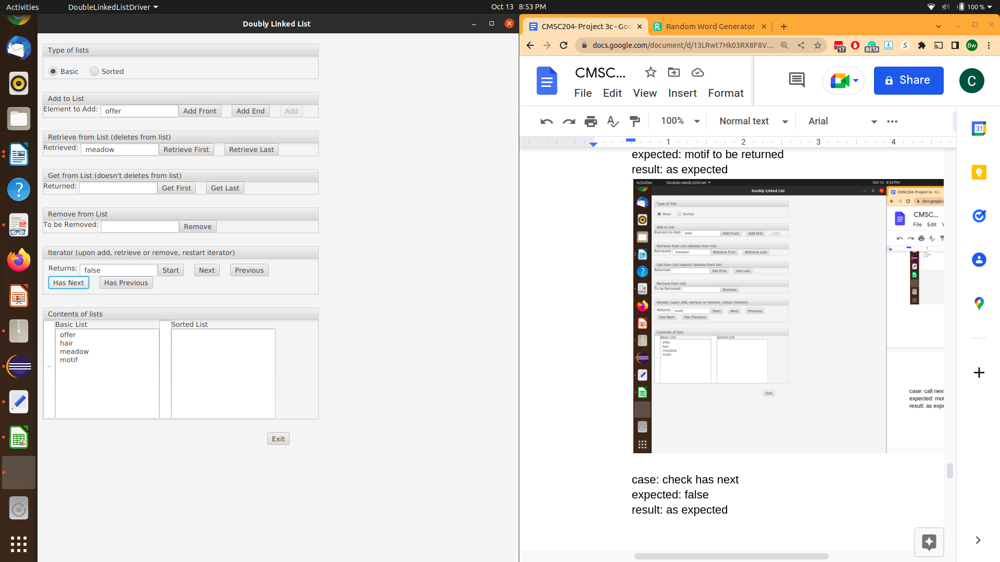 Activities DoubleLinkedListDriver Oct 13 8:53 PM 100 %
Doubly Linked List
Type of lists
Basic Sorted
Add to List
Element to Add: offer Add Front Add End Add
Retrieve from List (deletes from list)
Retrieved: meadow Retrieve First Retrieve Last
Get from List (doesn't deletes from list)
Returned: Get First Get Last
Remove from List
To be Removed: Remove
Iterator (upon add, retrieve or remove, restart iterator)
Returns: false Start Next Previous
Has Next Has Previous
Contents of lists
Basic List Sorted List
offer
hair
meadow
motif
-->
Exit
CMSC204- Project 3c - Goo Random Word Generator
docs.google.com/document/d/13LRwt7Hk03RX8F8V... 17 BETA S Bw
CMSC... Share C
File Edit View Insert Format
100% Normal text Arial
1 2 3 4
31
expected: motif to be returned
result: as expected
Activities DoubleLinkedListDriver Oct 13 8:53 PM
Doubly Linked List
Type of lists
Basic Sorted
Add to List
Element to Add: offer Add Front Add End Add
Retrieve from List (deletes from list)
Retrieved: meadow Retrieve First Retrieve Last
Get from List (doesn't deletes from list)
Returned: Get First Get Last
Remove from List
To be Removed: Remove
Iterator (upon add, retrieve or remove, restart iterator)
Returns: motif Start Next Previous
Has Next Has Previous
Contents of lists
Basic List Sorted List
offer
hair
meadow
motif
Exit
CMSC204- Project 3c - Goo
docs.google.c
CMSC...
File Edit
case: call next
expected: mot
result: as expe
case: check has next
expected: false
result: as expected